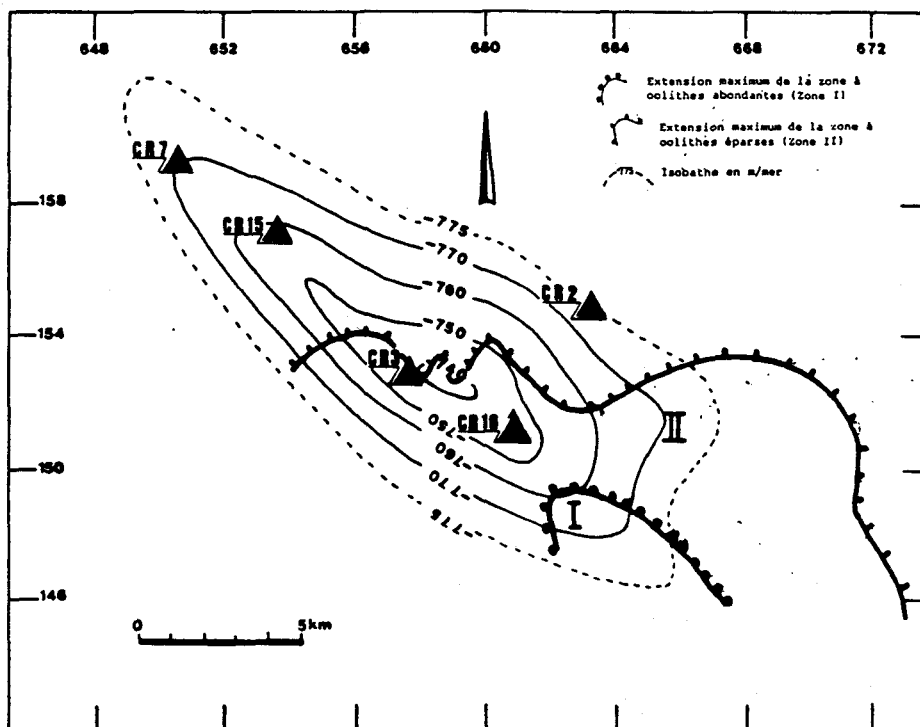 648 652 656 660 664 668 672
Extension maximum de la zone à
oolithes abondantes (Zone I)
Extension maximum de la zone à
oolithes éparses (Zone II)
-775 Isobathe en m/mer
CR7
158
CR15
-775
-770
-760
CR2
-750
154
CR3
-740
CR18
II
-750
-760
-770
-775
150
I
146
0 5km